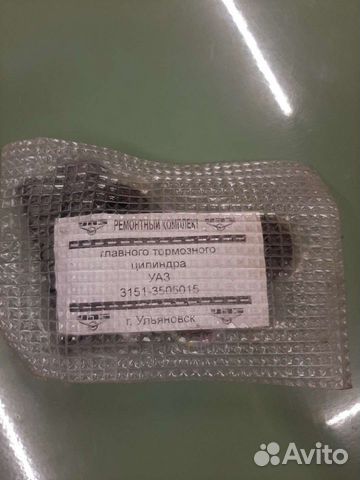 РЕМОНТНЫЙ КОМПЛЕКТ
главного тормозного
цилиндра
УАЗ
3151-3505015
г. Ульяновск
Avito